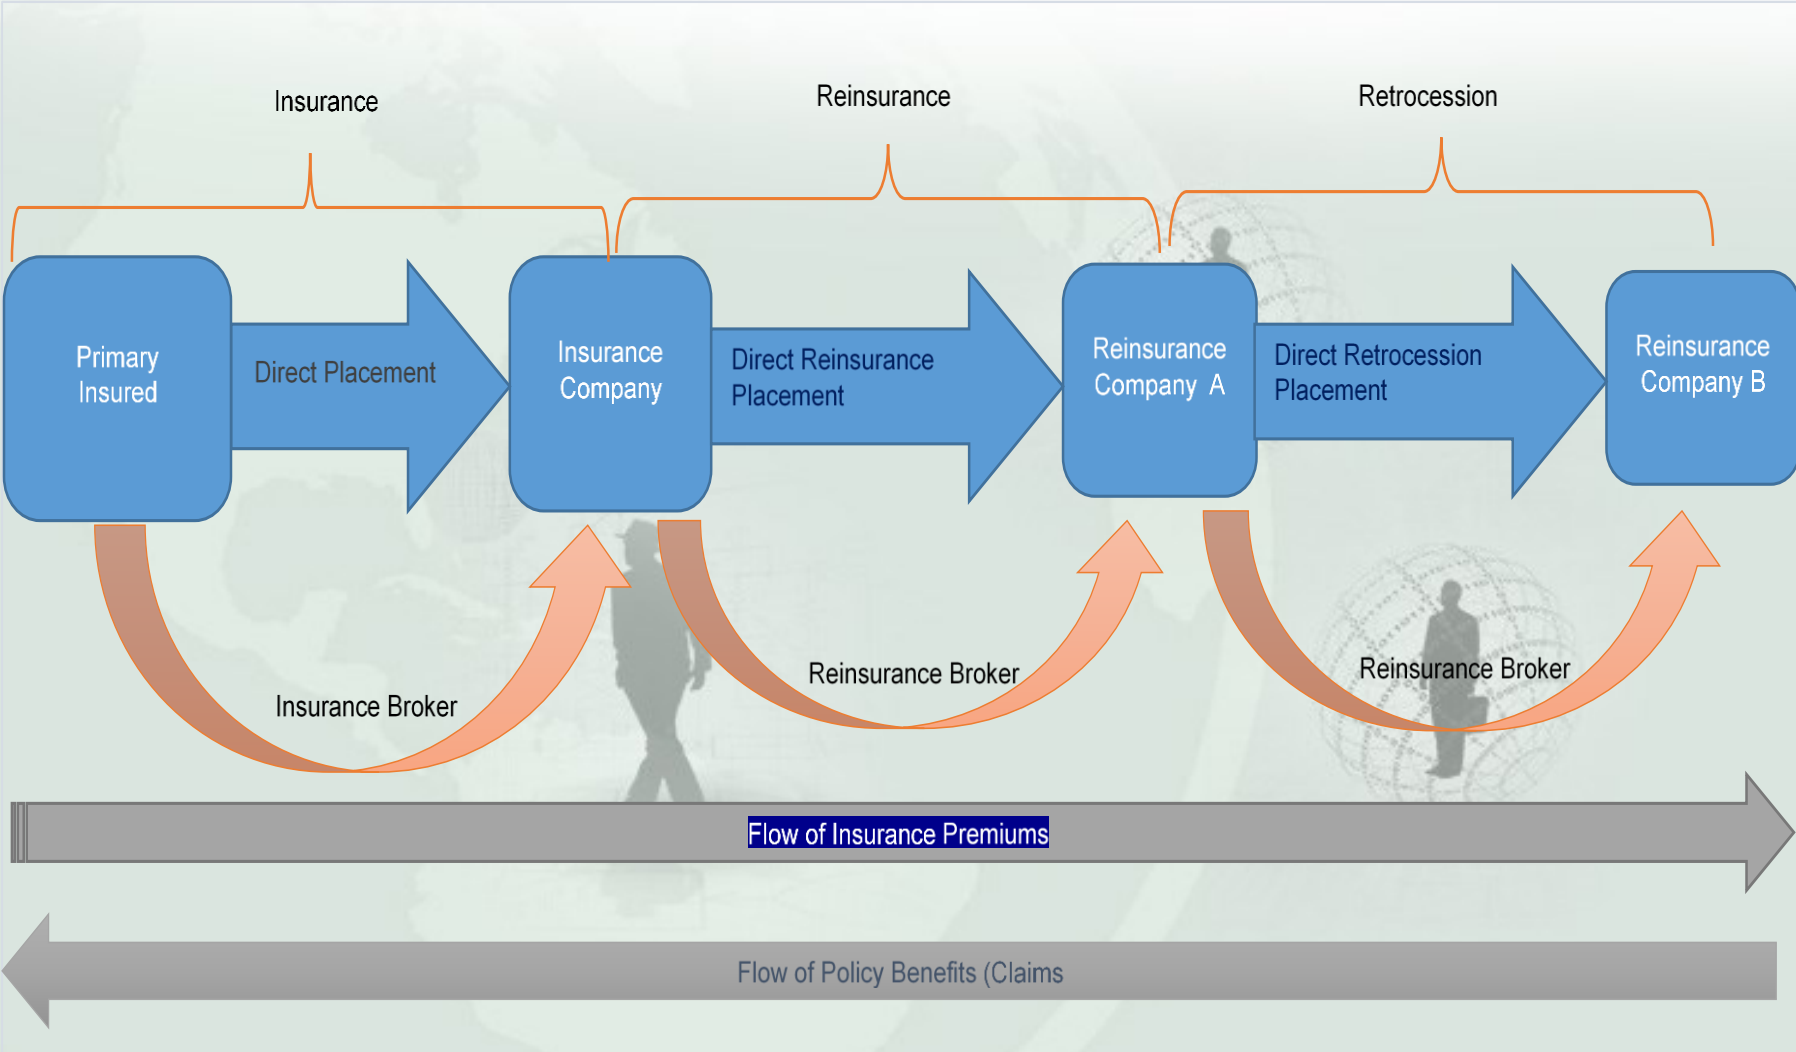 Insurance
Reinsurance
Retrocession
Primary
Insured
Direct Placement
Insurance
Company
Direct Reinsurance
Placement
Reinsurance
Company  A
Direct Retrocession
Placement
Reinsurance
Company B
Insurance Broker
Reinsurance Broker
Reinsurance Broker
Flow of Insurance Premiums
Flow of Policy Benefits (Claims